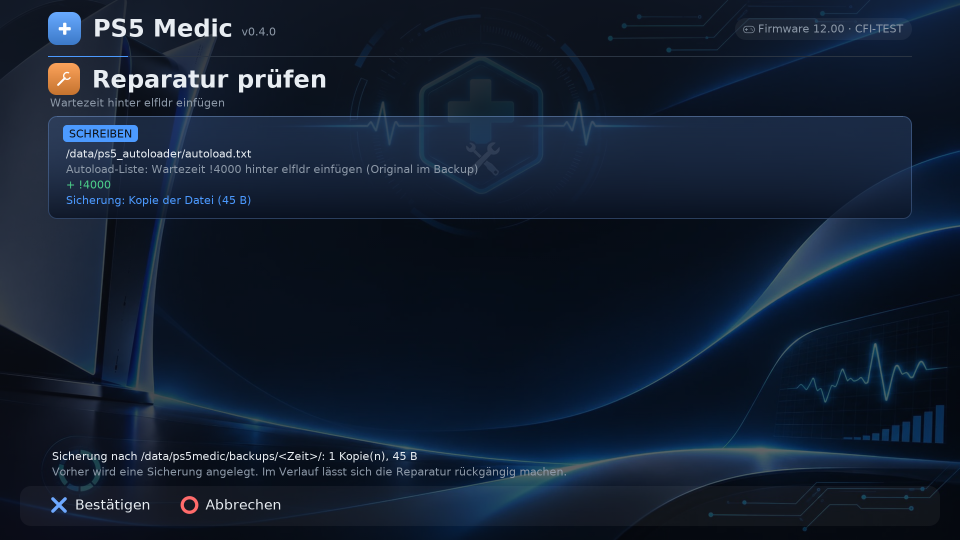 PS5 Medic v0.4.0
Firmware 12.00 · CFI-TEST
Reparatur prüfen
Wartezeit hinter elfldr einfügen
SCHREIBEN
/data/ps5_autoloader/autoload.txt
Autoload-Liste: Wartezeit !4000 hinter elfldr einfügen (Original im Backup)
+ !4000
Sicherung: Kopie der Datei (45 B)
Sicherung nach /data/ps5medic/backups/<Zeit>/: 1 Kopie(n), 45 B
Vorher wird eine Sicherung angelegt. Im Verlauf lässt sich die Reparatur rückgängig machen.
Bestätigen
Abbrechen